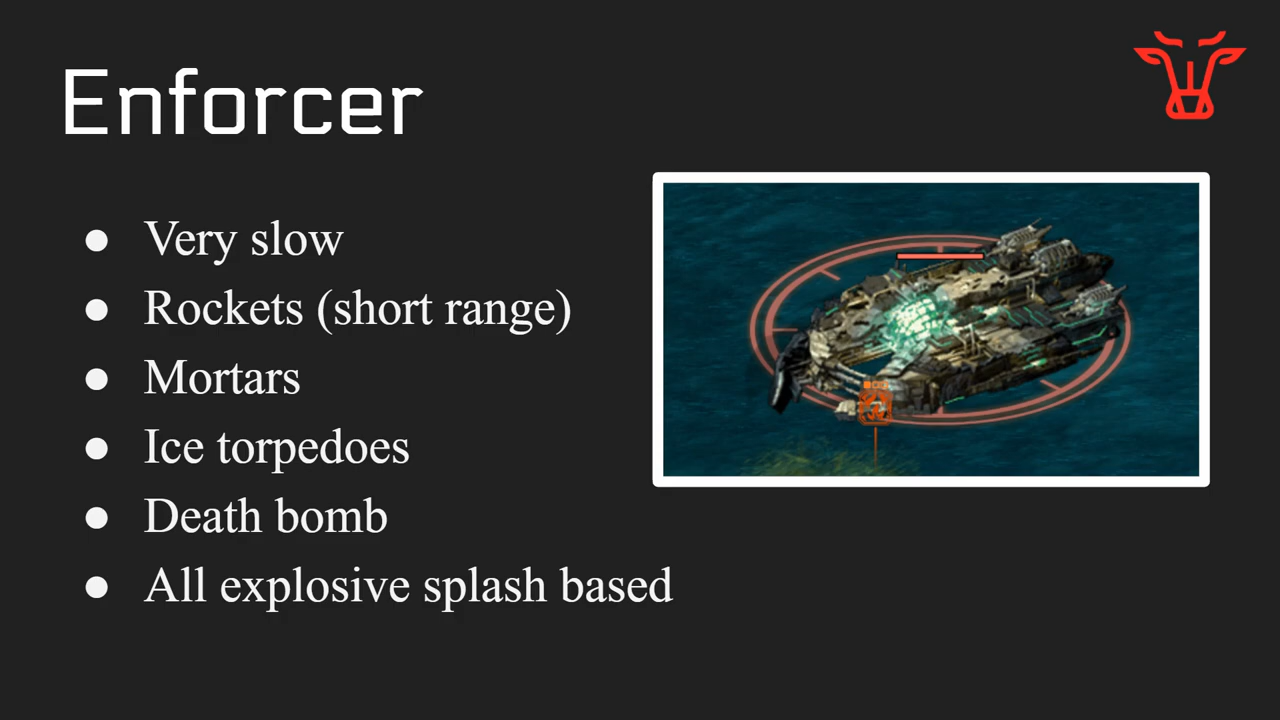 Enforcer
● Very slow
● Rockets (short range)
● Mortars
● Ice torpedoes
● Death bomb
● All explosive splash based